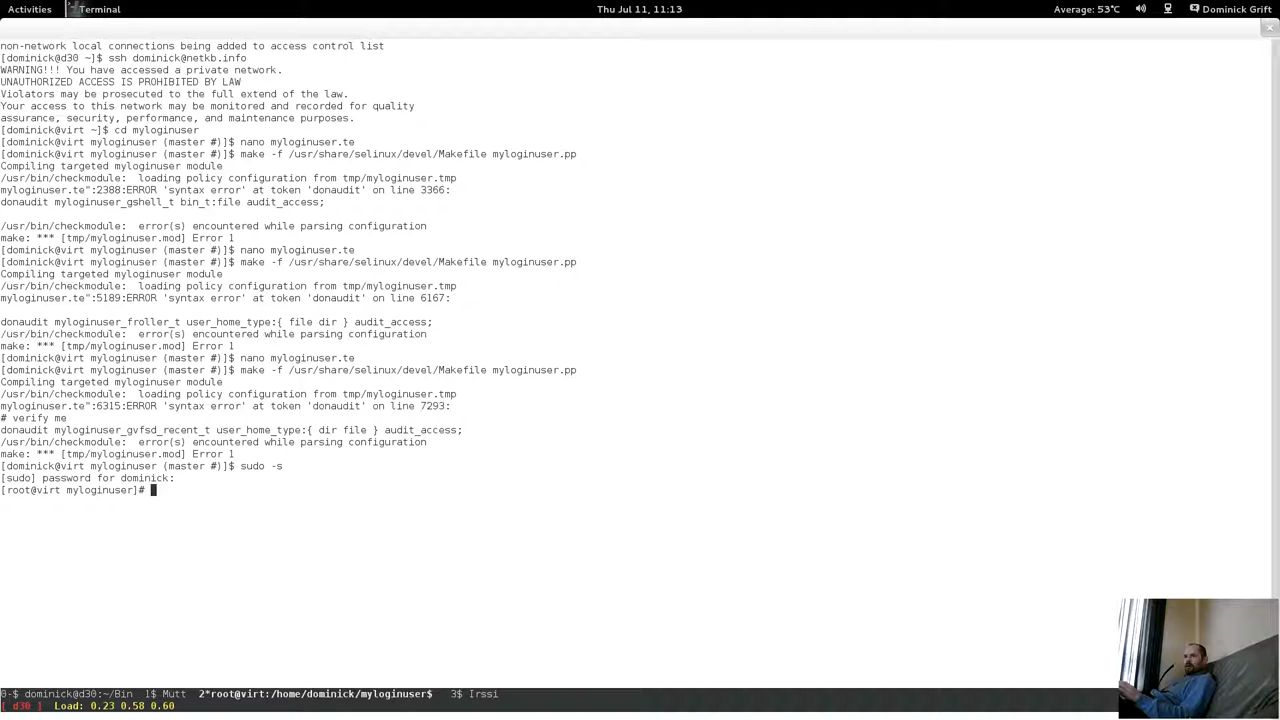 Activities
Terminal
Thu Jul 11, 11:13
Average: 53°C
Dominick Grift
non-network local connections being added to access control list
[dominick@d30 ~]$ ssh dominick@netkb.info
WARNING!!! You have accessed a private network.
UNAUTHORIZED ACCESS IS PROHIBITED BY LAW
Violators may be prosecuted to the full extend of the law.
Your access to this network may be monitored and recorded for quality
assurance, security, performance, and maintenance purposes.
[dominick@virt ~]$ cd myloginuser
[dominick@virt myloginuser (master #)]$ nano myloginuser.te
[dominick@virt myloginuser (master #)]$ make -f /usr/share/selinux/devel/Makefile myloginuser.pp
Compiling targeted myloginuser module
/usr/bin/checkmodule:  loading policy configuration from tmp/myloginuser.tmp
myloginuser.te":2388:ERROR 'syntax error' at token 'donaudit' on line 3366:
donaudit myloginuser_gshell_t bin_t:file audit_access;
/usr/bin/checkmodule:  error(s) encountered while parsing configuration
make: *** [tmp/myloginuser.mod] Error 1
[dominick@virt myloginuser (master #)]$ nano myloginuser.te
[dominick@virt myloginuser (master #)]$ make -f /usr/share/selinux/devel/Makefile myloginuser.pp
Compiling targeted myloginuser module
/usr/bin/checkmodule:  loading policy configuration from tmp/myloginuser.tmp
myloginuser.te":5189:ERROR 'syntax error' at token 'donaudit' on line 6167:
donaudit myloginuser_froller_t user_home_type:{ file dir } audit_access;
/usr/bin/checkmodule:  error(s) encountered while parsing configuration
make: *** [tmp/myloginuser.mod] Error 1
[dominick@virt myloginuser (master #)]$ nano myloginuser.te
[dominick@virt myloginuser (master #)]$ make -f /usr/share/selinux/devel/Makefile myloginuser.pp
Compiling targeted myloginuser module
/usr/bin/checkmodule:  loading policy configuration from tmp/myloginuser.tmp
myloginuser.te":6315:ERROR 'syntax error' at token 'donaudit' on line 7293:
# verify me
donaudit myloginuser_gvfsd_recent_t user_home_type:{ dir file } audit_access;
/usr/bin/checkmodule:  error(s) encountered while parsing configuration
make: *** [tmp/myloginuser.mod] Error 1
[dominick@virt myloginuser (master #)]$ sudo -s
[sudo] password for dominick:
[root@virt myloginuser]#
0-$ dominick@d30:~/Bin  1$ Mutt  2*root@virt:/home/dominick/myloginuser$  3$ Irssi
[ d30 ]  Load: 0.23 0.58 0.60